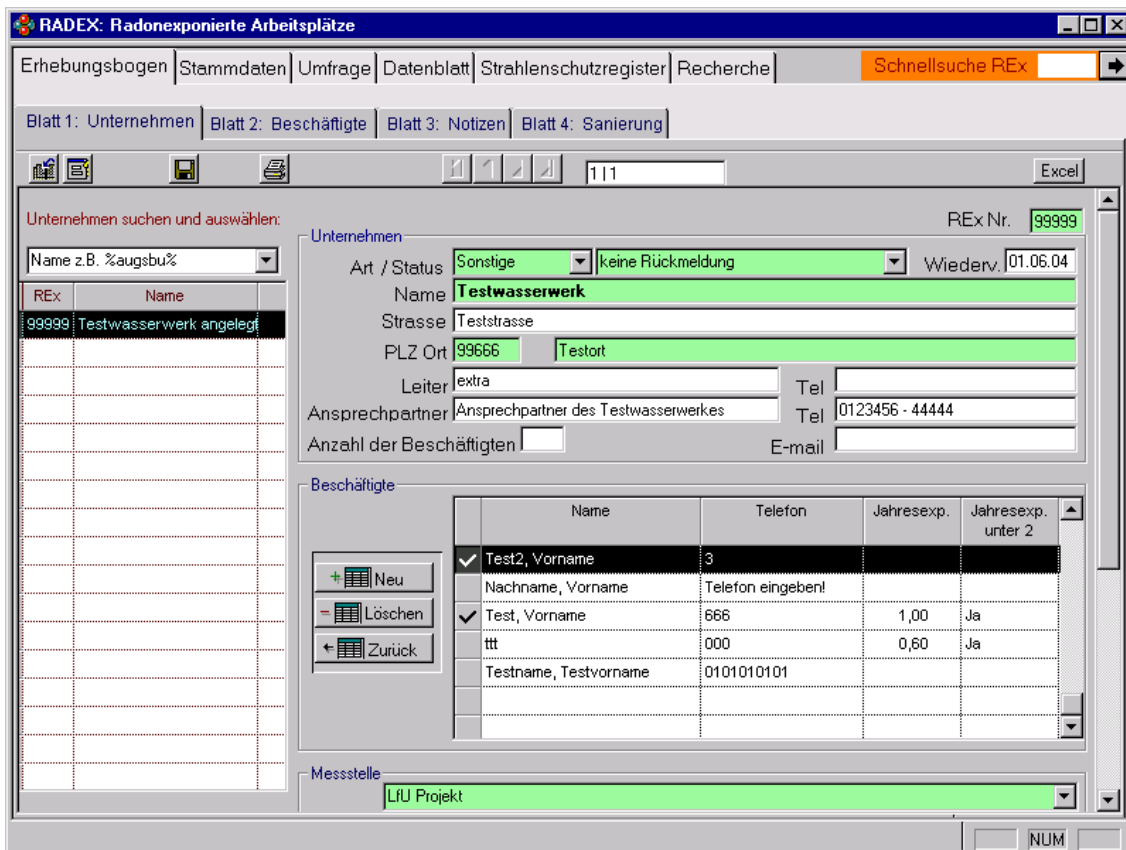 RADEX: Radonexponierte Arbeitsplätze
Erhebungsbogen Stammdaten Umfrage Datenblatt Strahlenschutzregister Recherche Schnellsuche REx
Blatt 1: Unternehmen Blatt 2: Beschäftigte Blatt 3: Notizen Blatt 4: Sanierung
1 | 1 Excel
Unternehmen suchen und auswählen:
Name z.B. %augsbu%
REx Name
99999 Testwasserwerk angelegt
REx Nr. 99999
Unternehmen
Art / Status Sonstige keine Rückmeldung Wiederv. 01.06.04
Name Testwasserwerk
Strasse Teststrasse
PLZ Ort 99666 Testort
Leiter extra Tel
Ansprechpartner Ansprechpartner des Testwasserwerkes Tel 0123456 - 44444
Anzahl der Beschäftigten E-mail
Beschäftigte
Name Telefon Jahresexp. Jahresexp. unter 2
Test2, Vorname 3
Nachname, Vorname Telefon eingeben!
Test, Vorname 666 1,00 Ja
ttt 000 0,60 Ja
Testname, Testvorname 0101010101
Neu
Löschen
Zurück
Messstelle
LfU Projekt
NUM